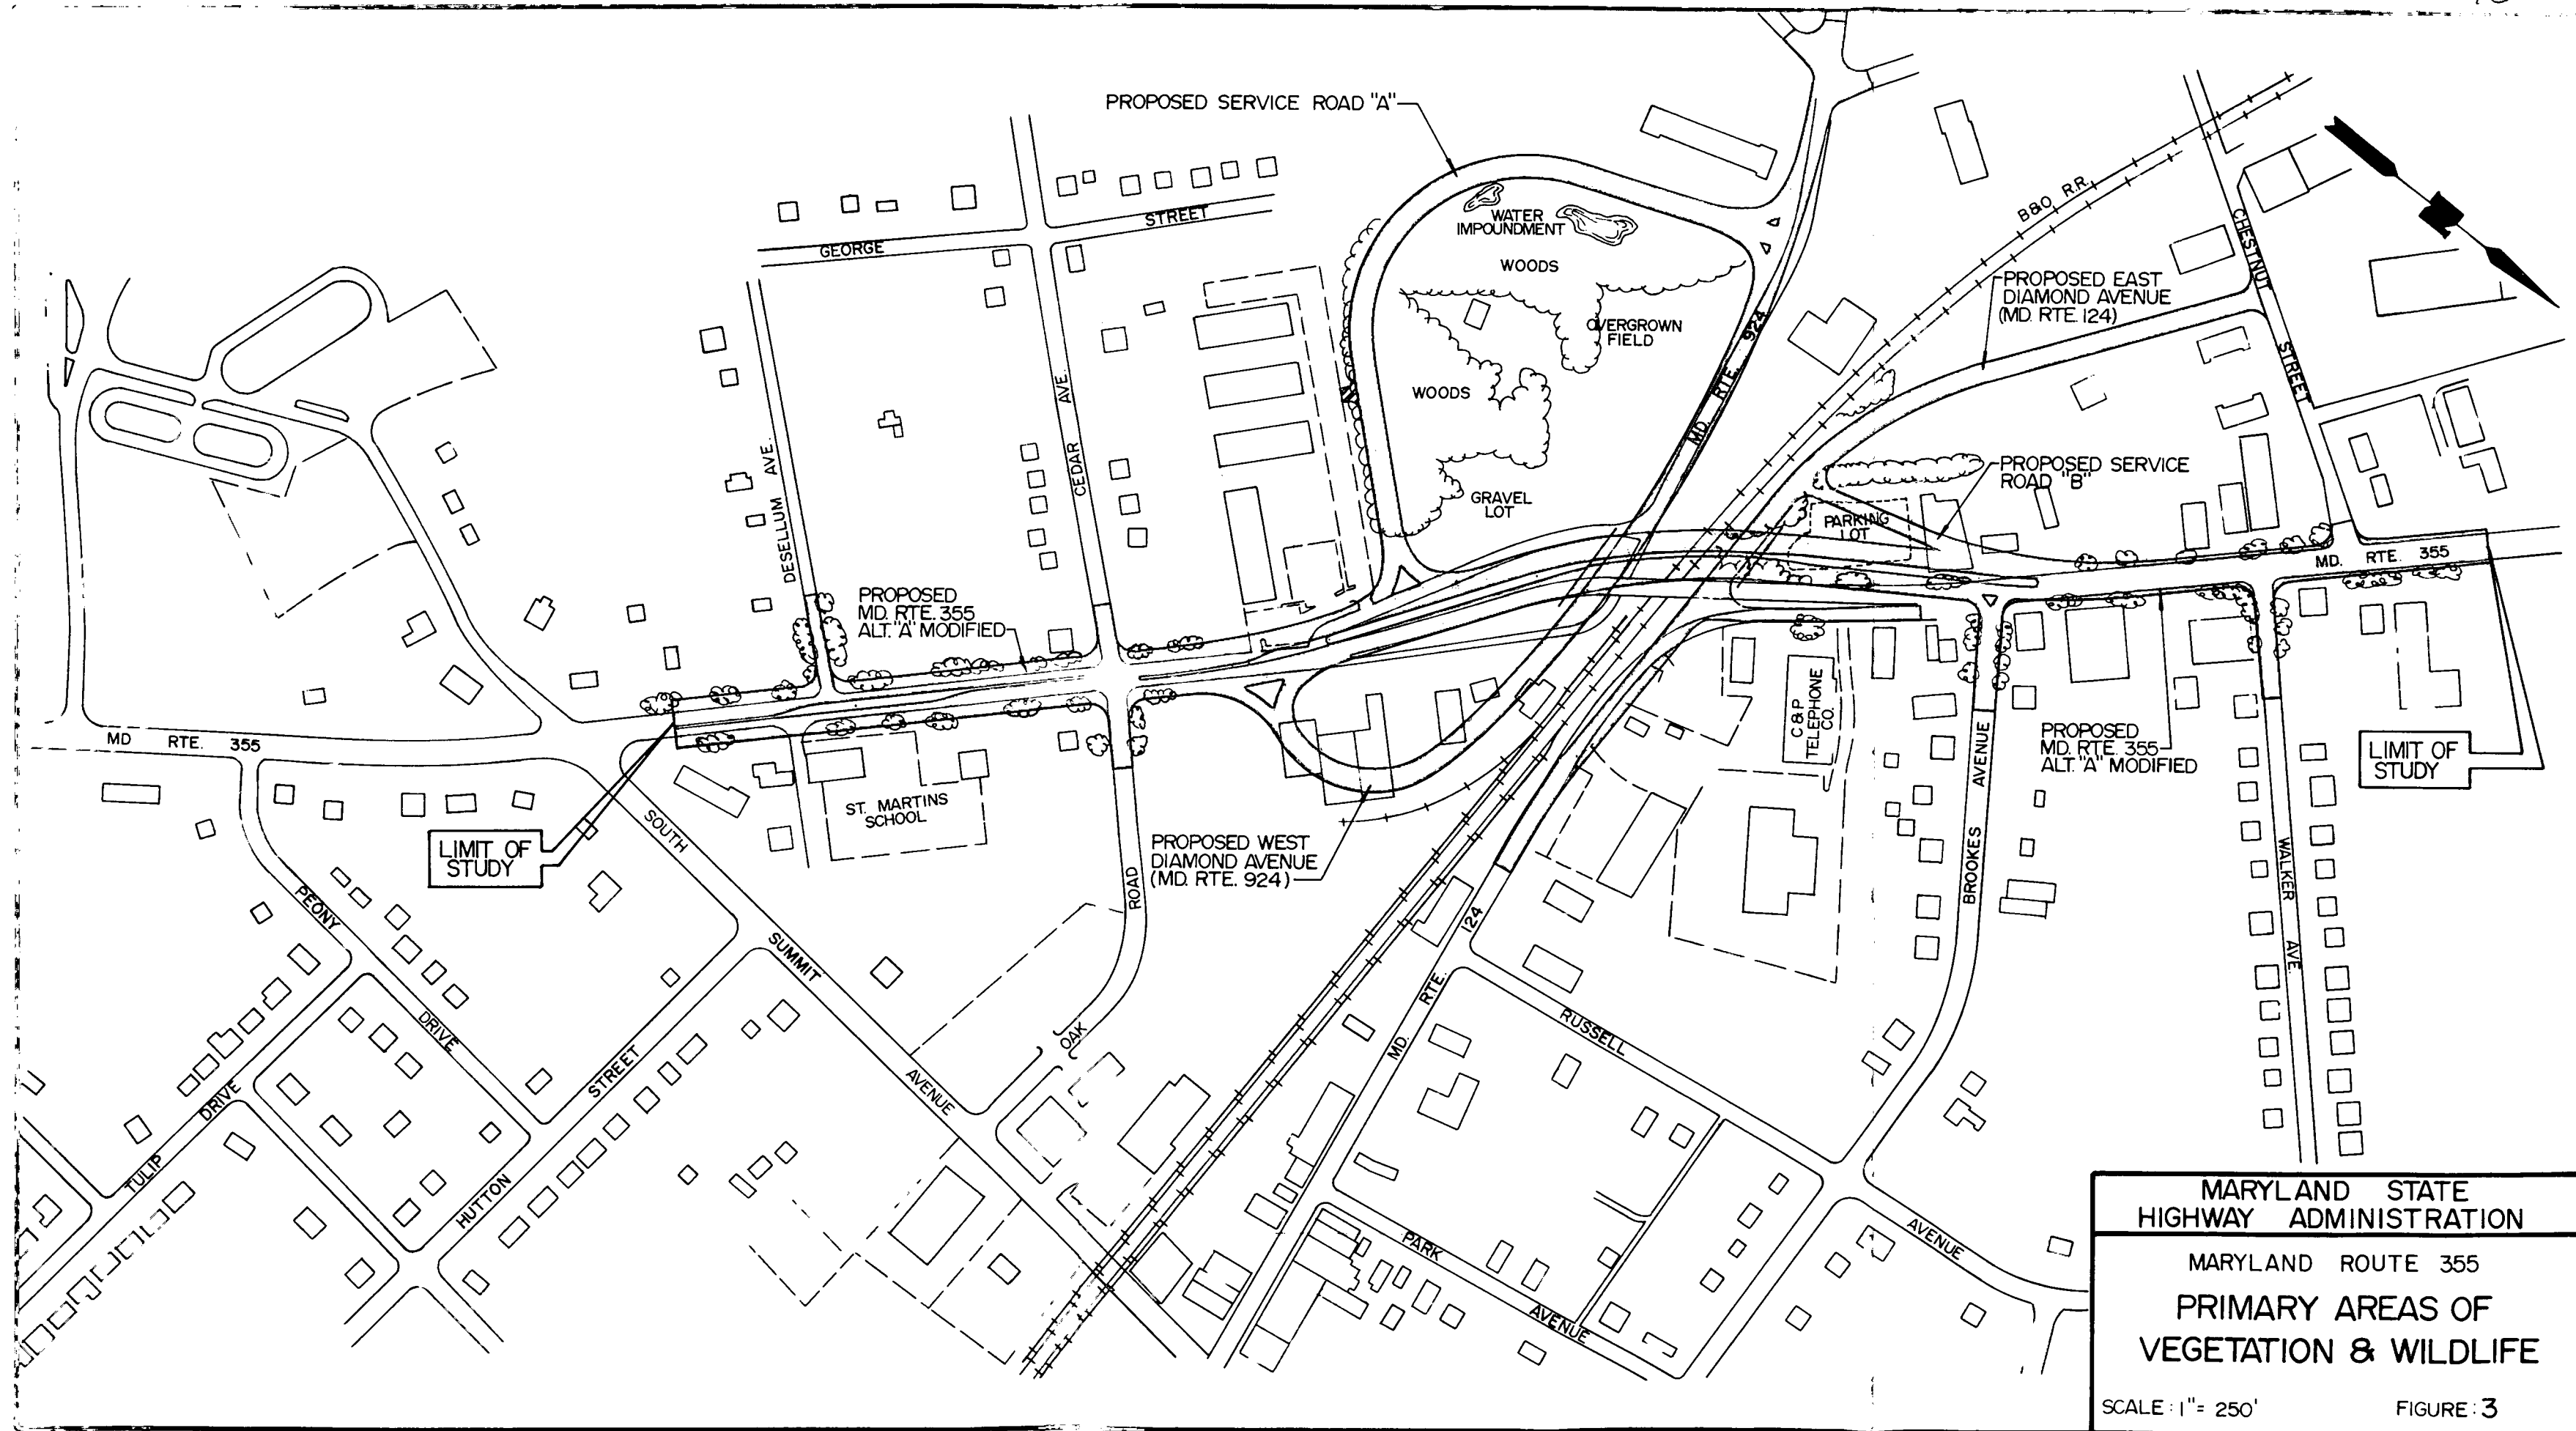 PROPOSED SERVICE ROAD "A"
B&O R.R.
CHESTNUT
STREET
GEORGE
STREET
WATER
IMPOUNDMENT
WOODS
OVERGROWN
FIELD
WOODS
GRAVEL
LOT
MD. RTE. 924
PROPOSED EAST
DIAMOND AVENUE
(MD. RTE. 124)
PROPOSED SERVICE
ROAD "B"
PARKING
LOT
MD. RTE. 355
DESELLUM AVE.
CEDAR AVE.
PROPOSED
MD. RTE. 355
ALT. "A" MODIFIED
MD RTE. 355
ST. MARTINS
SCHOOL
LIMIT OF
STUDY
PROPOSED WEST
DIAMOND AVENUE
(MD. RTE. 924)
C & P
TELEPHONE
CO.
PROPOSED
MD. RTE. 355
ALT. "A" MODIFIED
LIMIT OF
STUDY
BROOKES AVENUE
WALKER AVE.
SOUTH SUMMIT AVENUE
OAK ROAD
PEONY DRIVE
TULIP DRIVE
HUTTON STREET
MD. RTE. 124
RUSSELL
AVENUE
PARK AVENUE
MARYLAND STATE
HIGHWAY ADMINISTRATION
MARYLAND ROUTE 355
PRIMARY AREAS OF
VEGETATION & WILDLIFE
SCALE : 1" = 250' FIGURE : 3